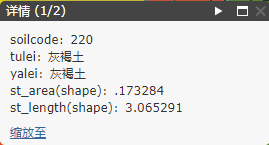 详情 (1/2)
soilcode: 220
tulei: 灰褐土
yalei: 灰褐土
st_area(shape): .173284
st_length(shape): 3.065291
缩放至